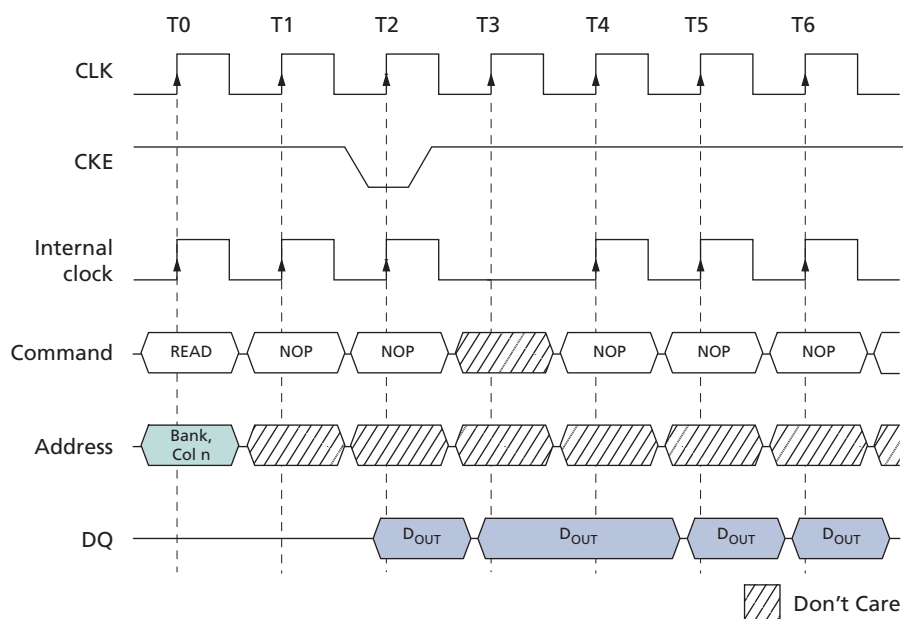 T0 T1 T2 T3 T4 T5 T6
CLK
CKE
Internal
clock
Command READ NOP NOP NOP NOP NOP
Address Bank,
Col n
DQ DOUT DOUT DOUT DOUT
Don't Care